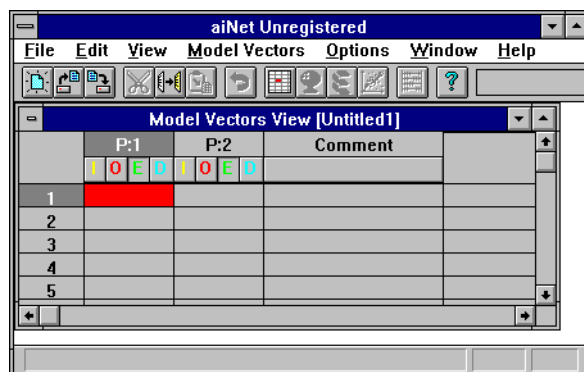 aiNet Unregistered
File Edit View Model Vectors Options Window Help
?
Model Vectors View [Untitled1]
P:1 P:2 Comment
I O E D I O E D
1
2
3
4
5